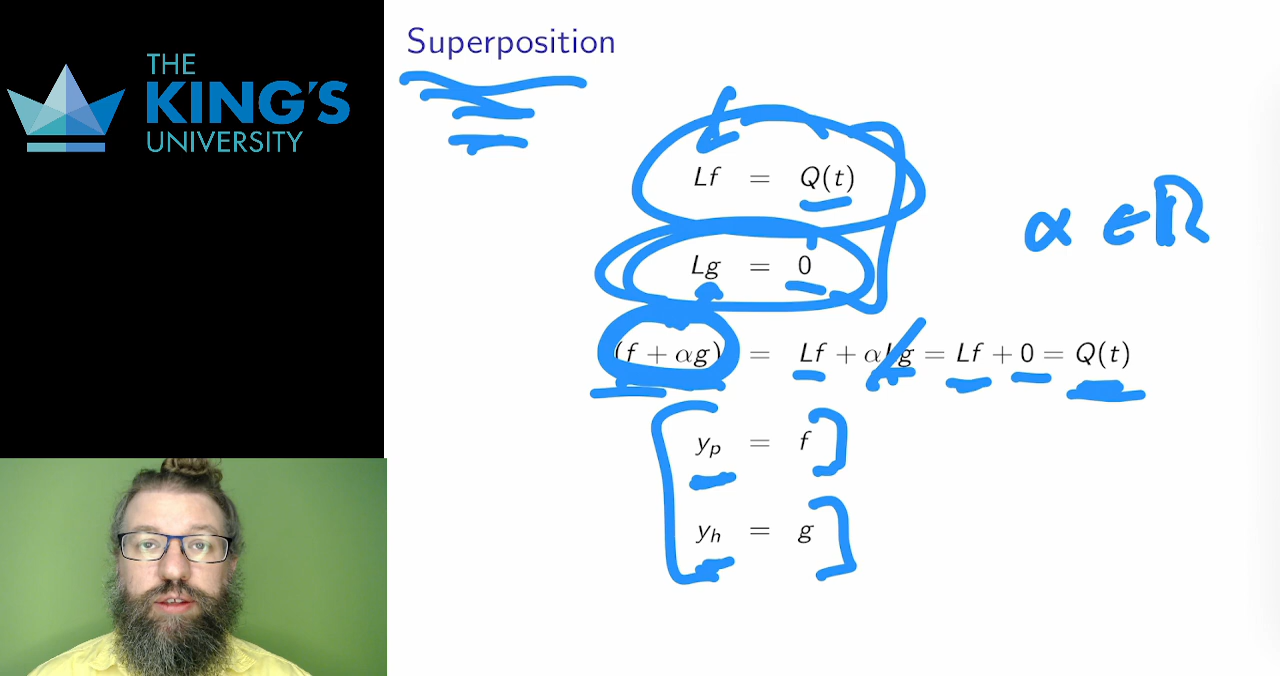 THE
KING'S
UNIVERSITY
Superposition
Lf = Q(t)
Lg = 0
α ∈ ℝ
(f + αg) = Lf + αLg = Lf + 0 = Q(t)
y_p = f
y_h = g